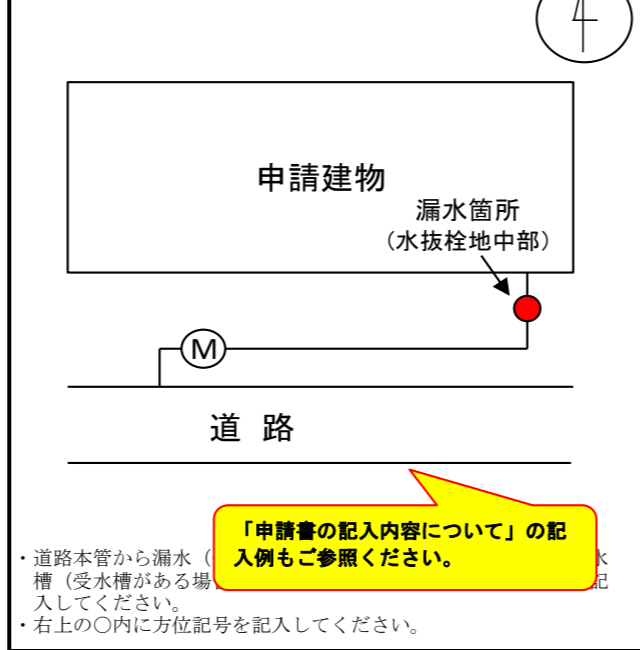 申請建物
漏水箇所
（水抜栓地中部）
M
道 路
「申請書の記入内容について」の記
入例もご参照ください。
・道路本管から漏水（
水
槽（受水槽がある場
記
入してください。
・右上の○内に方位記号を記入してください。